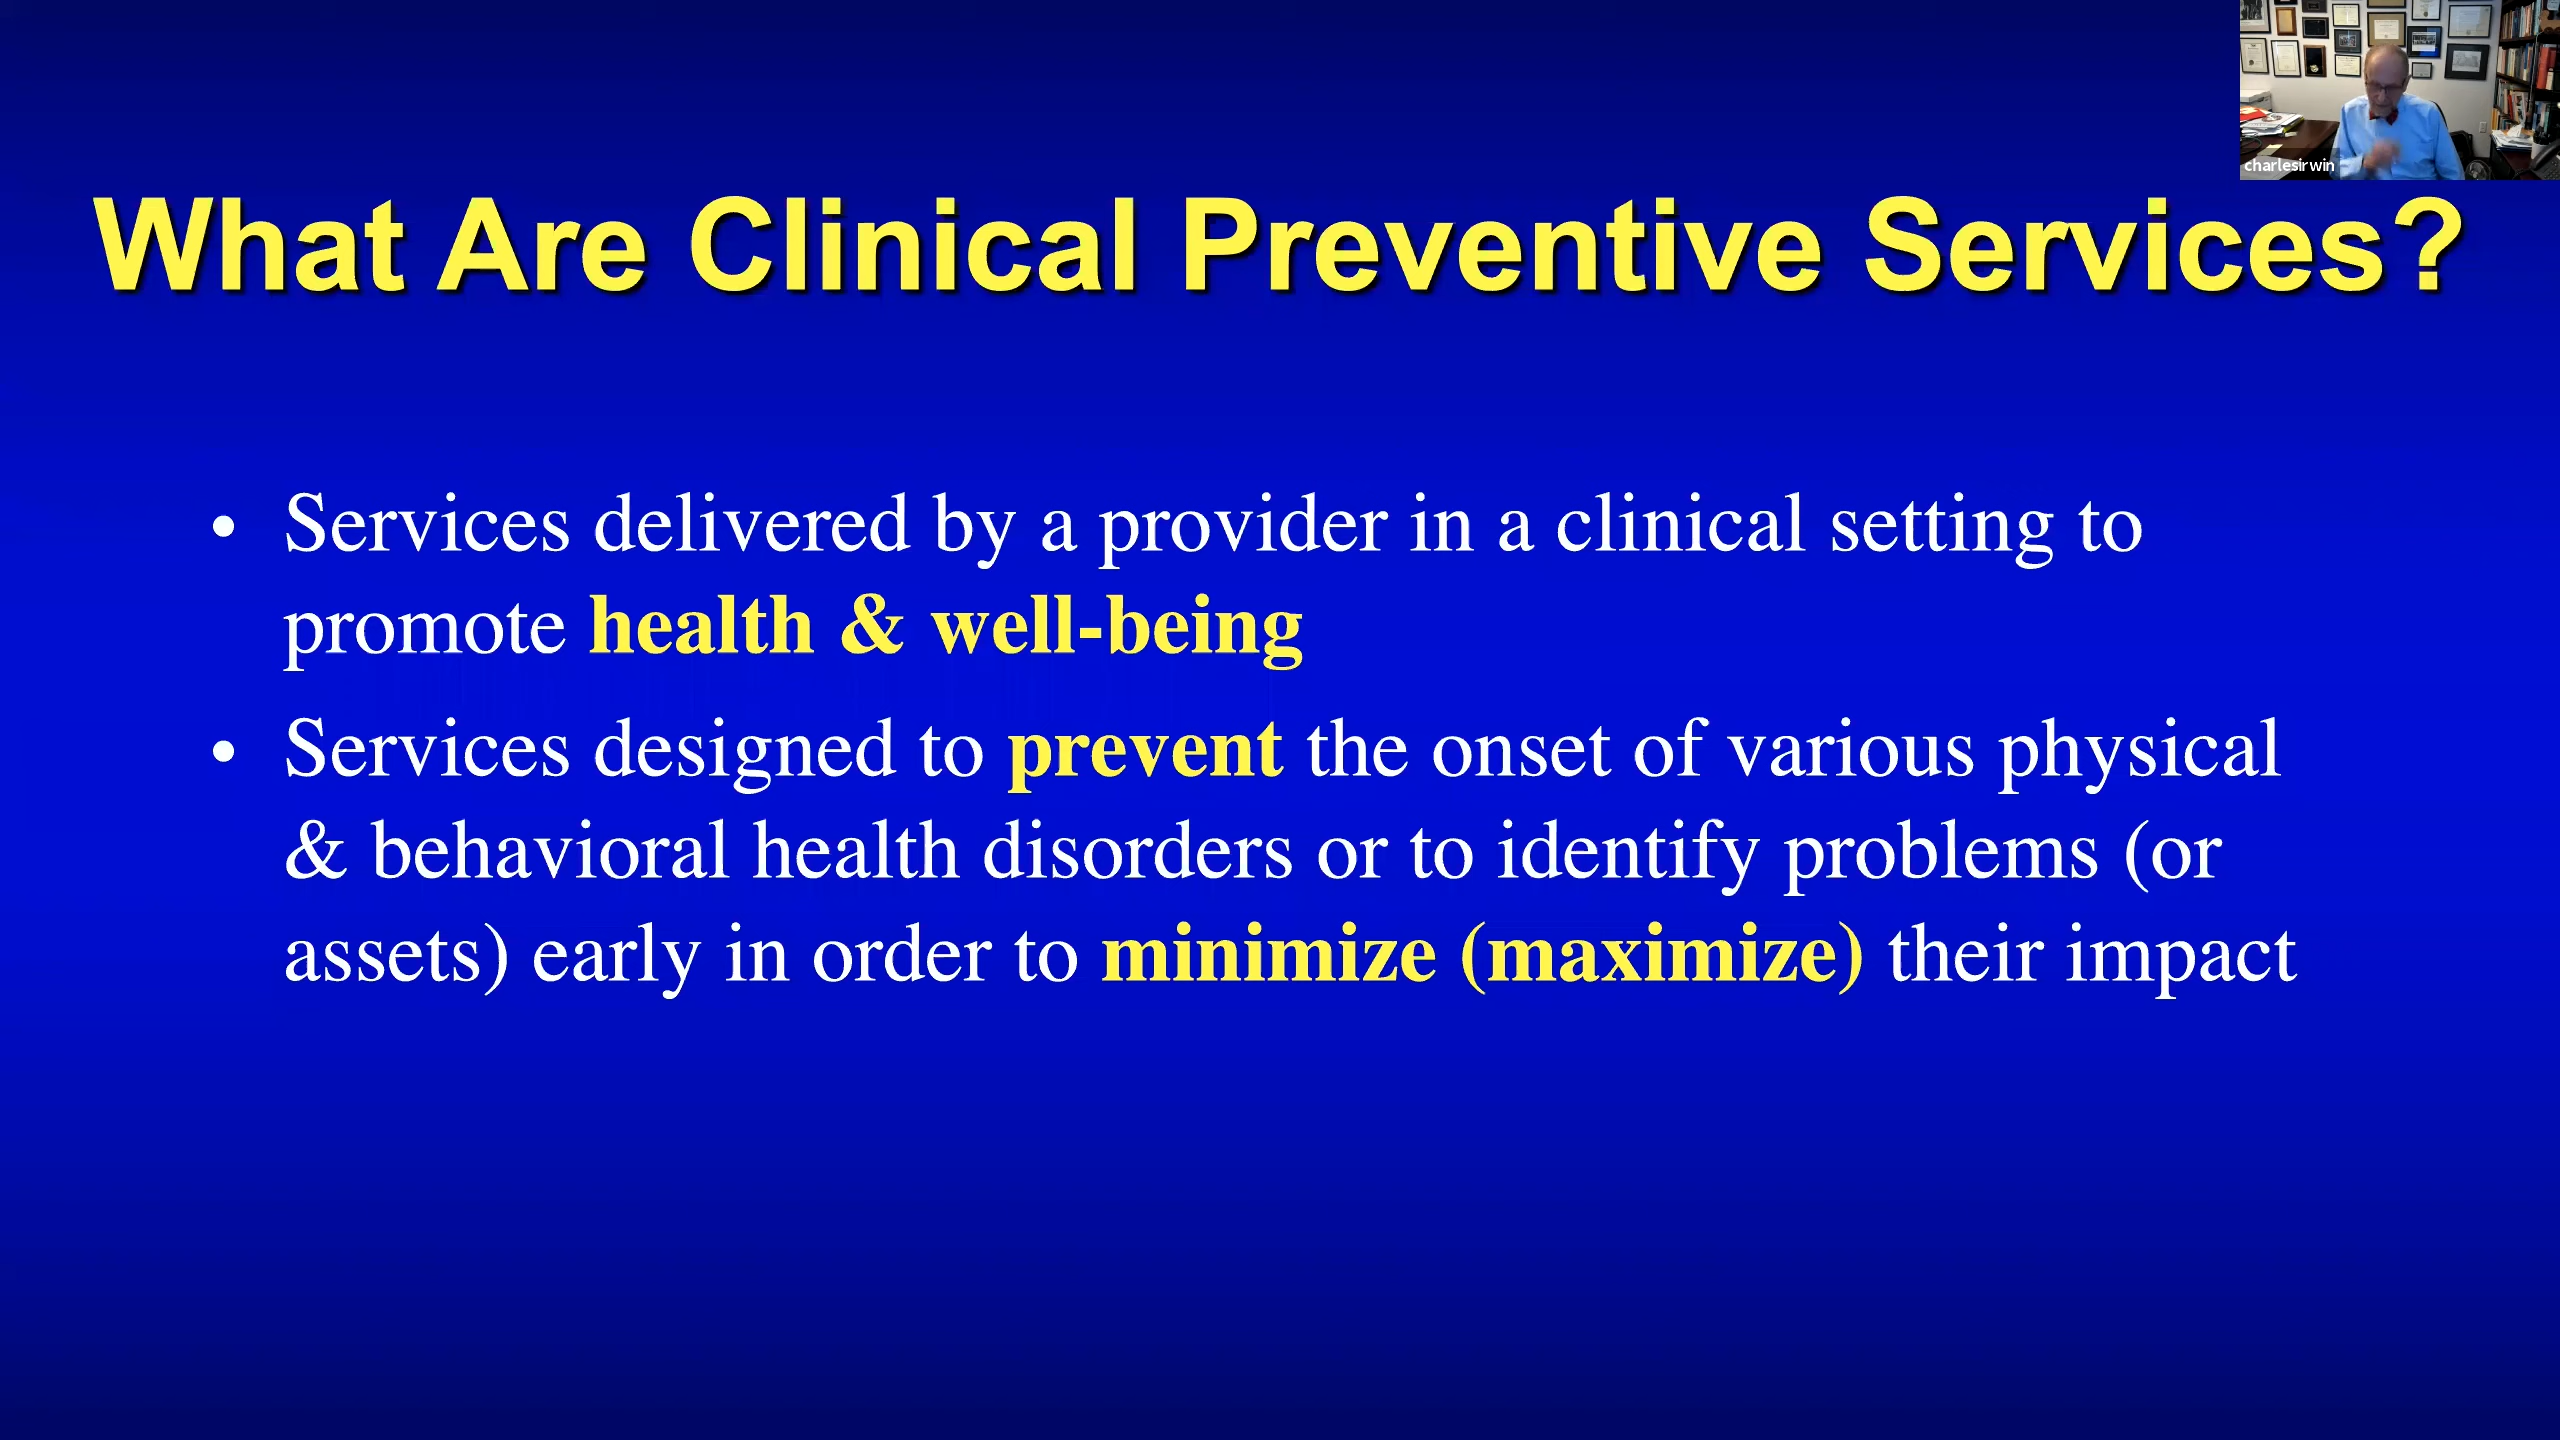 charlesirwin
What Are Clinical Preventive Services?
• Services delivered by a provider in a clinical setting to
promote health & well-being
• Services designed to prevent the onset of various physical
& behavioral health disorders or to identify problems (or
assets) early in order to minimize (maximize) their impact